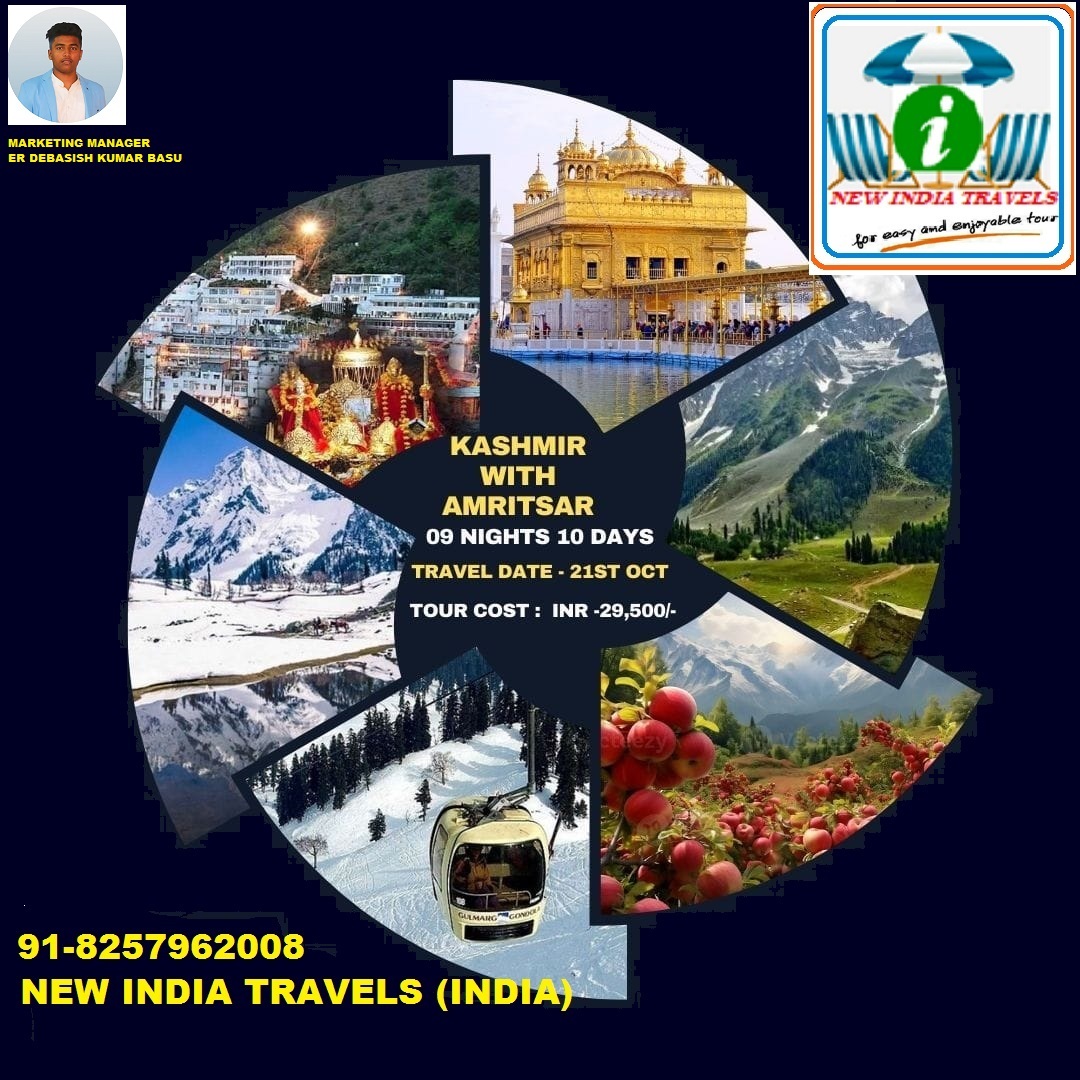 MARKETING MANAGER
ER DEBASISH KUMAR BASU
i
NEW INDIA TRAVELS
for easy and enjoyable tour
KASHMIR
WITH
AMRITSAR
09 NIGHTS 10 DAYS
TRAVEL DATE - 21ST OCT
TOUR COST : INR -29,500/-
GULMARG GONDOLA
91-8257962008
NEW INDIA TRAVELS (INDIA)